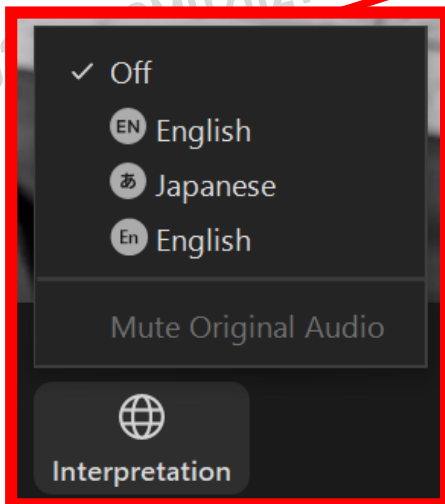 Off
EN English
あ Japanese
En English
Mute Original Audio
Interpretation